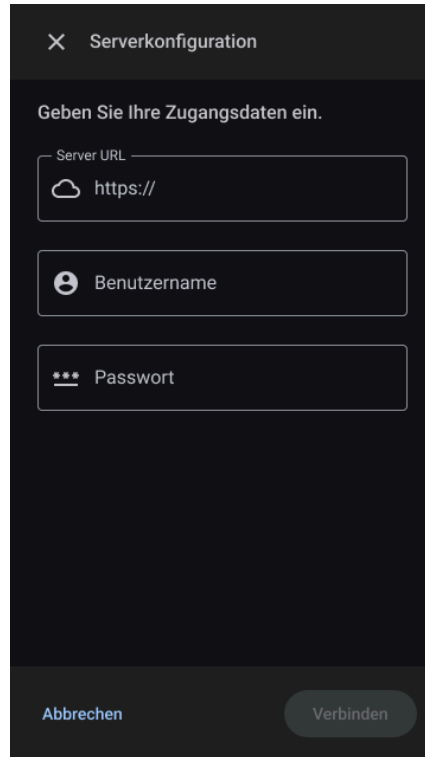 Serverkonfiguration
Geben Sie Ihre Zugangsdaten ein.
Server URL
https://
Benutzername
*** Passwort
Abbrechen
Verbinden